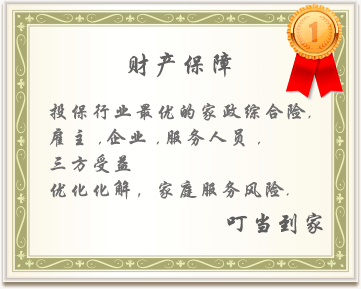 1
财产保障
投保行业最优的家政综合险,
雇主,企业,服务人员,
三方受益
优化化解，家庭服务风险.
叮当到家